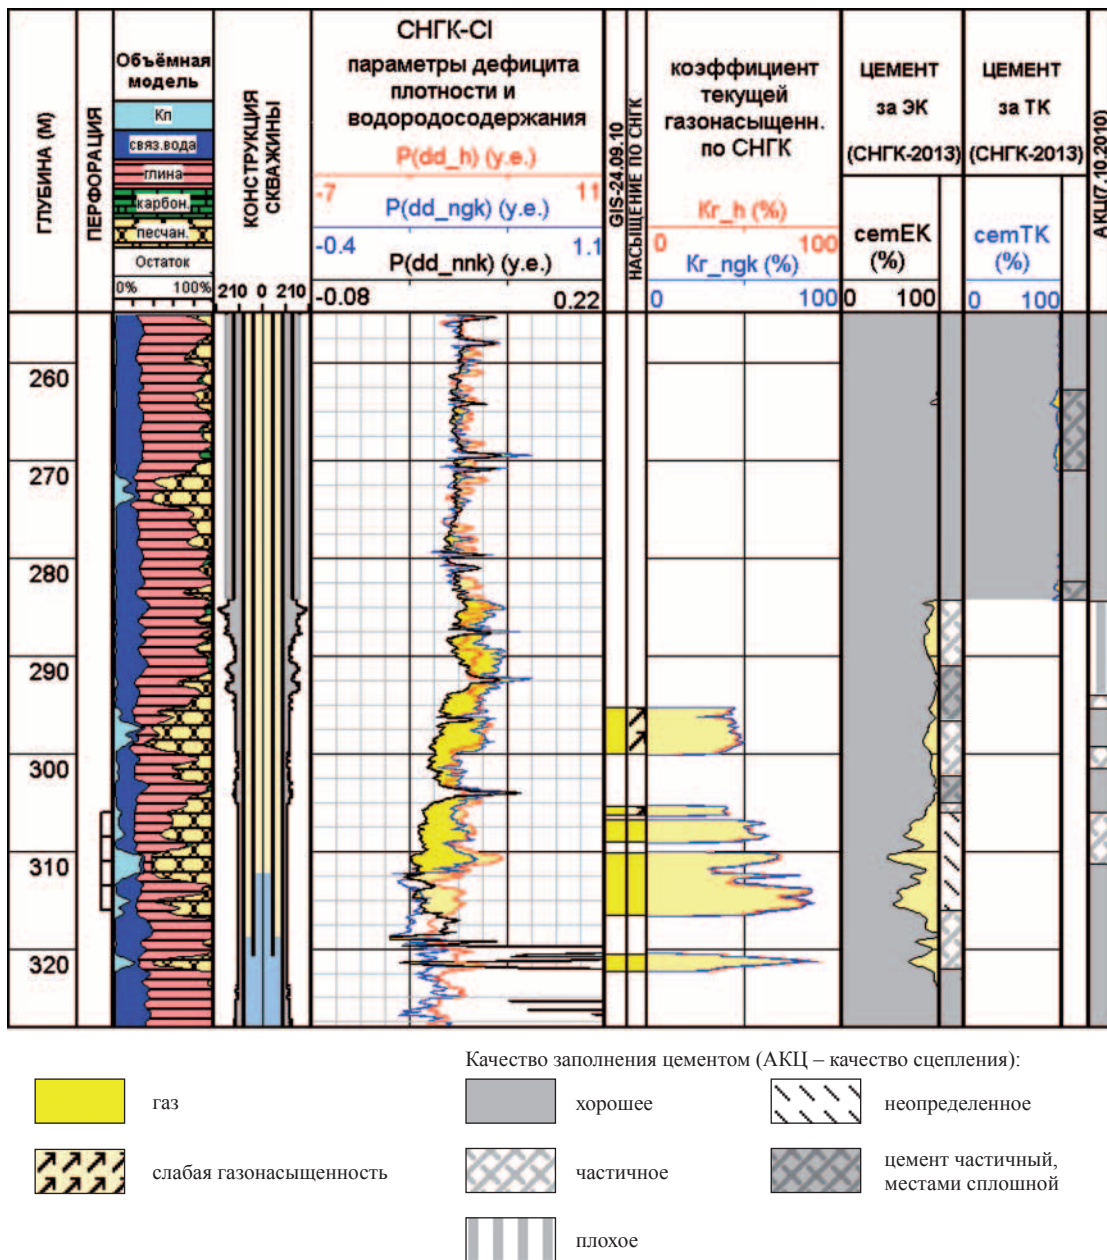 ГЛУБИНА (М)
ПЕРФОРАЦИЯ
Объёмная
модель
Кп
связ.вода
глина
карбон.
песчан.
Остаток
0% 100%
КОНСТРУКЦИЯ
СКВАЖИНЫ
210 0 210
СНГК-Cl
параметры дефицита
плотности и
водородосодержания
P(dd_h) (у.е.)
-7 11
P(dd_ngk) (у.е.)
-0.4 1.1
P(dd_nnk) (у.е.)
-0.08 0.22
GIS-24.09.10
НАСЫЩЕНИЕ ПО СНГК
коэффициент
текущей
газонасыщенн.
по СНГК
Кг_h (%)
0 100
Кг_ngk (%)
0 100
ЦЕМЕНТ
за ЭК
(СНГК-2013)
cemEK
(%)
0 100
ЦЕМЕНТ
за ТК
(СНГК-2013)
cemTK
(%)
0 100
АКЦ(7.10.2010)
260
270
280
290
300
310
320
Качество заполнения цементом (АКЦ – качество сцепления):
газ
хорошее
неопределенное
слабая газонасыщенность
частичное
цемент частичный,
местами сплошной
плохое